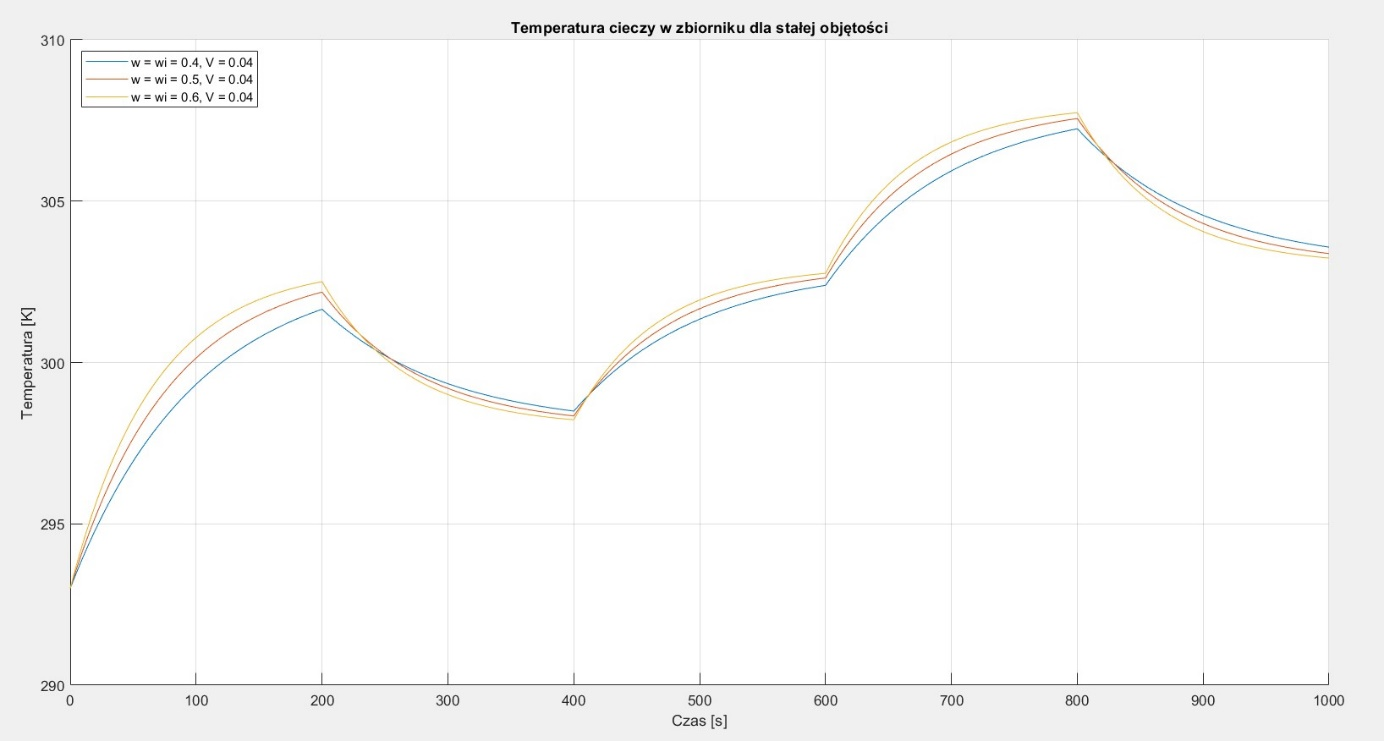 Temperatura cieczy w zbiorniku dla stałej objętości
w = wi = 0.4, V = 0.04
w = wi = 0.5, V = 0.04
w = wi = 0.6, V = 0.04
Temperatura [K]
310
305
300
295
290
0 100 200 300 400 500 600 700 800 900 1000
Czas [s]